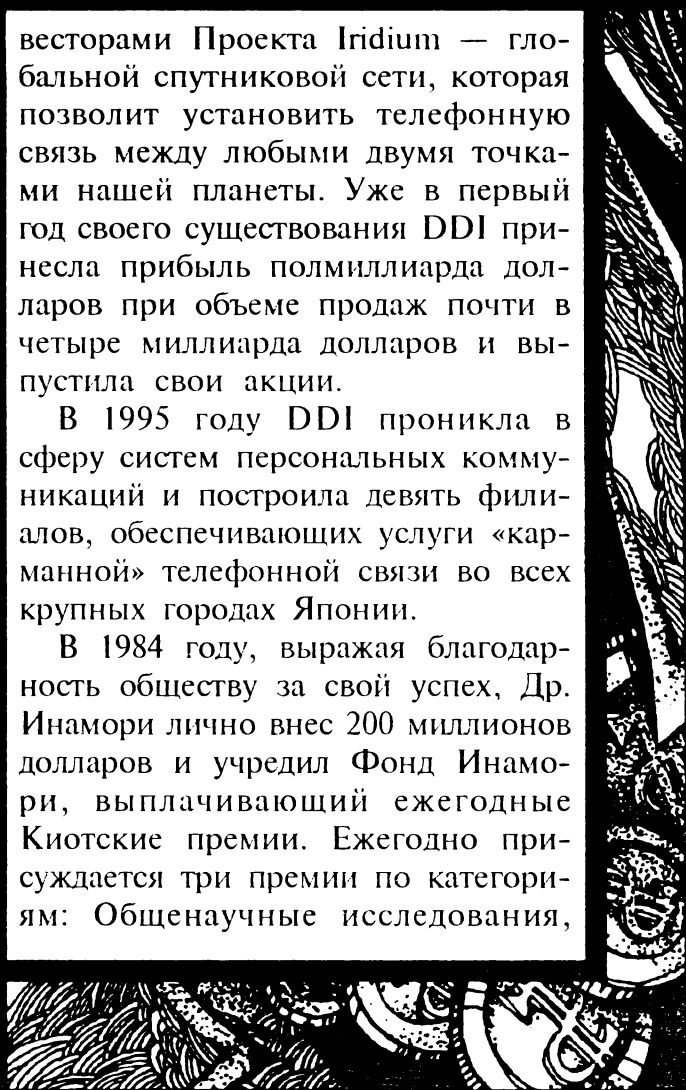 весторами Проекта Iridium — гло-
бальной спутниковой сети, которая
позволит установить телефонную
связь между любыми двумя точка-
ми нашей планеты. Уже в первый
год своего существования DDI при-
несла прибыль полмиллиарда дол-
ларов при объеме продаж почти в
четыре миллиарда долларов и вы-
пустила свои акции.
В 1995 году DDI проникла в
сферу систем персональных комму-
никаций и построила девять фили-
алов, обеспечивающих услуги «кар-
манной» телефонной связи во всех
крупных городах Японии.
В 1984 году, выражая благодар-
ность обществу за свой успех, Др.
Инамори лично внес 200 миллионов
долларов и учредил Фонд Инамо-
ри, выплачивающий ежегодные
Киотские премии. Ежегодно при-
суждается три премии по категори-
ям: Общенаучные исследования,